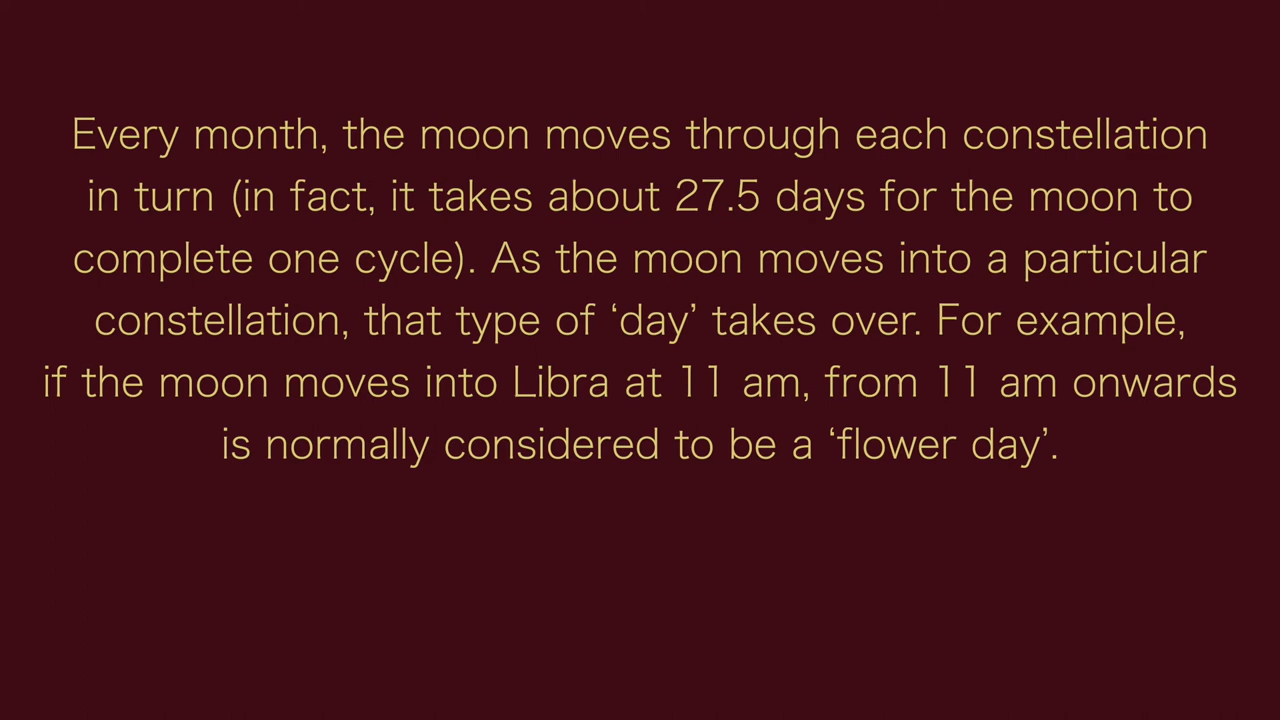 Every month, the moon moves through each constellation
in turn (in fact, it takes about 27.5 days for the moon to
complete one cycle). As the moon moves into a particular
constellation, that type of ‘day’ takes over. For example,
if the moon moves into Libra at 11 am, from 11 am onwards
is normally considered to be a ‘flower day’.